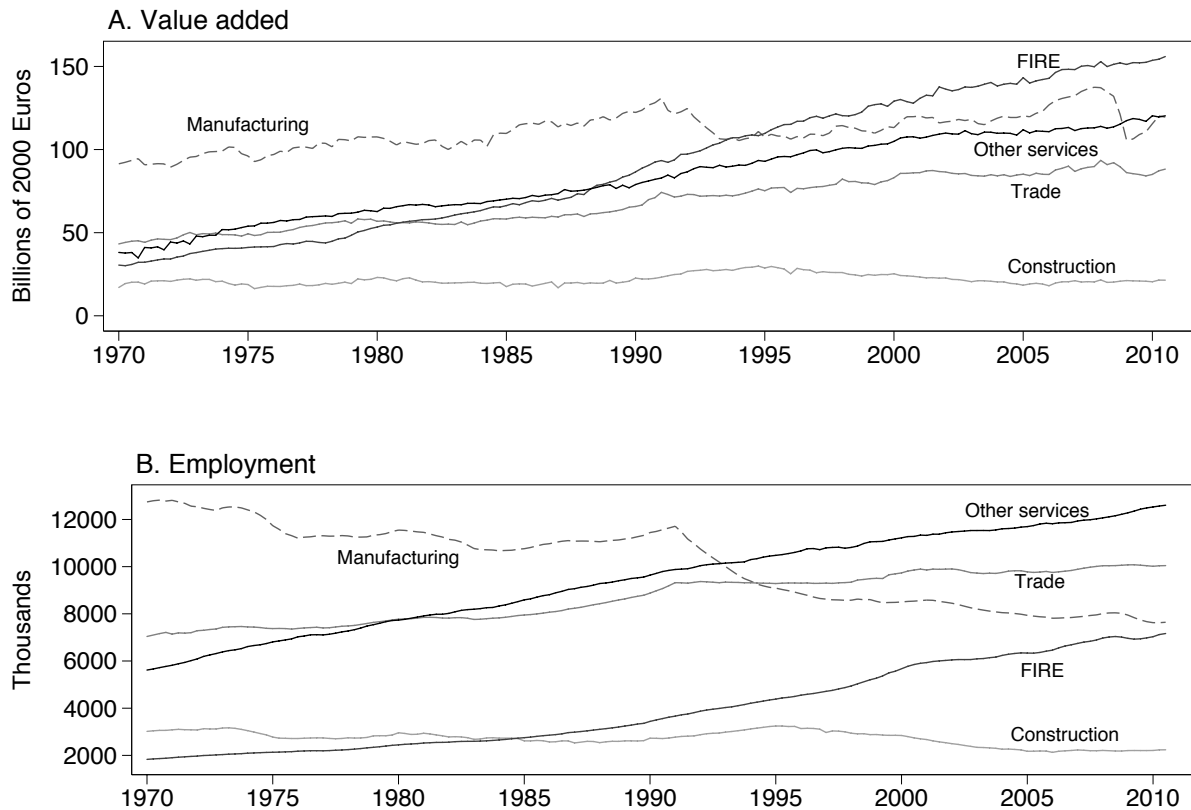 A. Value added
Billions of 2000 Euros
150
100
50
0
FIRE
Manufacturing
Other services
Trade
Construction
1970 1975 1980 1985 1990 1995 2000 2005 2010
B. Employment
Thousands
12000
10000
8000
6000
4000
2000
Other services
Manufacturing
Trade
FIRE
Construction
1970 1975 1980 1985 1990 1995 2000 2005 2010